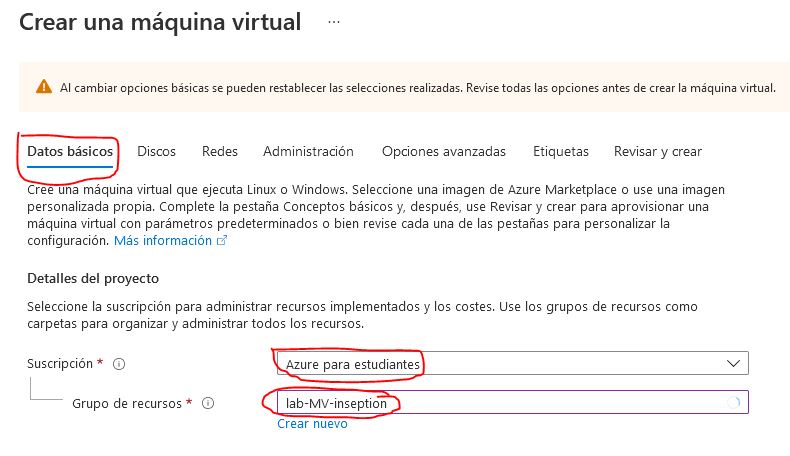 Crear una máquina virtual ...
Al cambiar opciones básicas se pueden restablecer las selecciones realizadas. Revise todas las opciones antes de crear la máquina virtual.
Datos básicos Discos Redes Administración Opciones avanzadas Etiquetas Revisar y crear
Cree una máquina virtual que ejecuta Linux o Windows. Seleccione una imagen de Azure Marketplace o use una imagen
personalizada propia. Complete la pestaña Conceptos básicos y, después, use Revisar y crear para aprovisionar una
máquina virtual con parámetros predeterminados o bien revise cada una de las pestañas para personalizar la
configuración. Más información
Detalles del proyecto
Seleccione la suscripción para administrar recursos implementados y los costes. Use los grupos de recursos como
carpetas para organizar y administrar todos los recursos.
Suscripción * Azure para estudiantes
Grupo de recursos * lab-MV-inseption
Crear nuevo